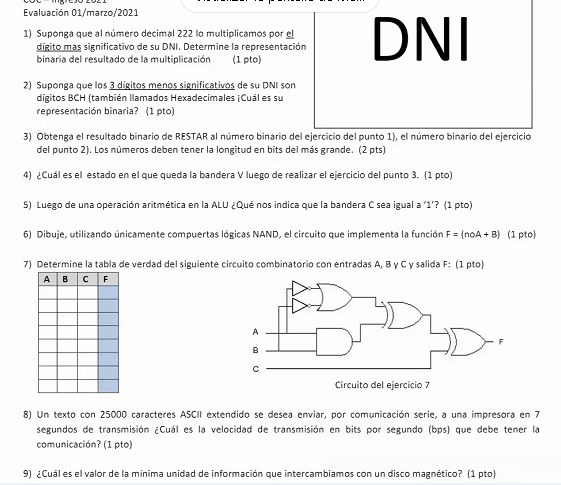 Evaluación 01/marzo/2021
DNI
1) Suponga que al número decimal 222 lo multiplicamos por el
dígito mas significativo de su DNI. Determine la representación
binaria del resultado de la multiplicación (1 pto)
2) Suponga que los 3 dígitos menos significativos de su DNI son
dígitos BCH (también llamados Hexadecimales ¡Cuál es su
representación binaria? (1 pto)
3) Obtenga el resultado binario de RESTAR al número binario del ejercicio del punto 1), el número binario del ejercicio
del punto 2). Los números deben tener la longitud en bits del más grande. (2 pts)
4) ¿Cuál es el estado en el que queda la bandera V luego de realizar el ejercicio del punto 3. (1 pto)
5) Luego de una operación aritmética en la ALU ¿Qué nos indica que la bandera C sea igual a '1'? (1 pto)
6) Dibuje, utilizando únicamente compuertas lógicas NAND, el circuito que implementa la función F = (noA + B) (1 pto)
7) Determine la tabla de verdad del siguiente circuito combinatorio con entradas A, B y C y salida F: (1 pto)
A B C F
A
B
C
F
Circuito del ejercicio 7
8) Un texto con 25000 caracteres ASCII extendido se desea enviar, por comunicación serie, a una impresora en 7
segundos de transmisión ¿Cuál es la velocidad de transmisión en bits por segundo (bps) que debe tener la
comunicación? (1 pto)
9) ¿Cuál es el valor de la mínima unidad de información que intercambiamos con un disco magnético? (1 pto)